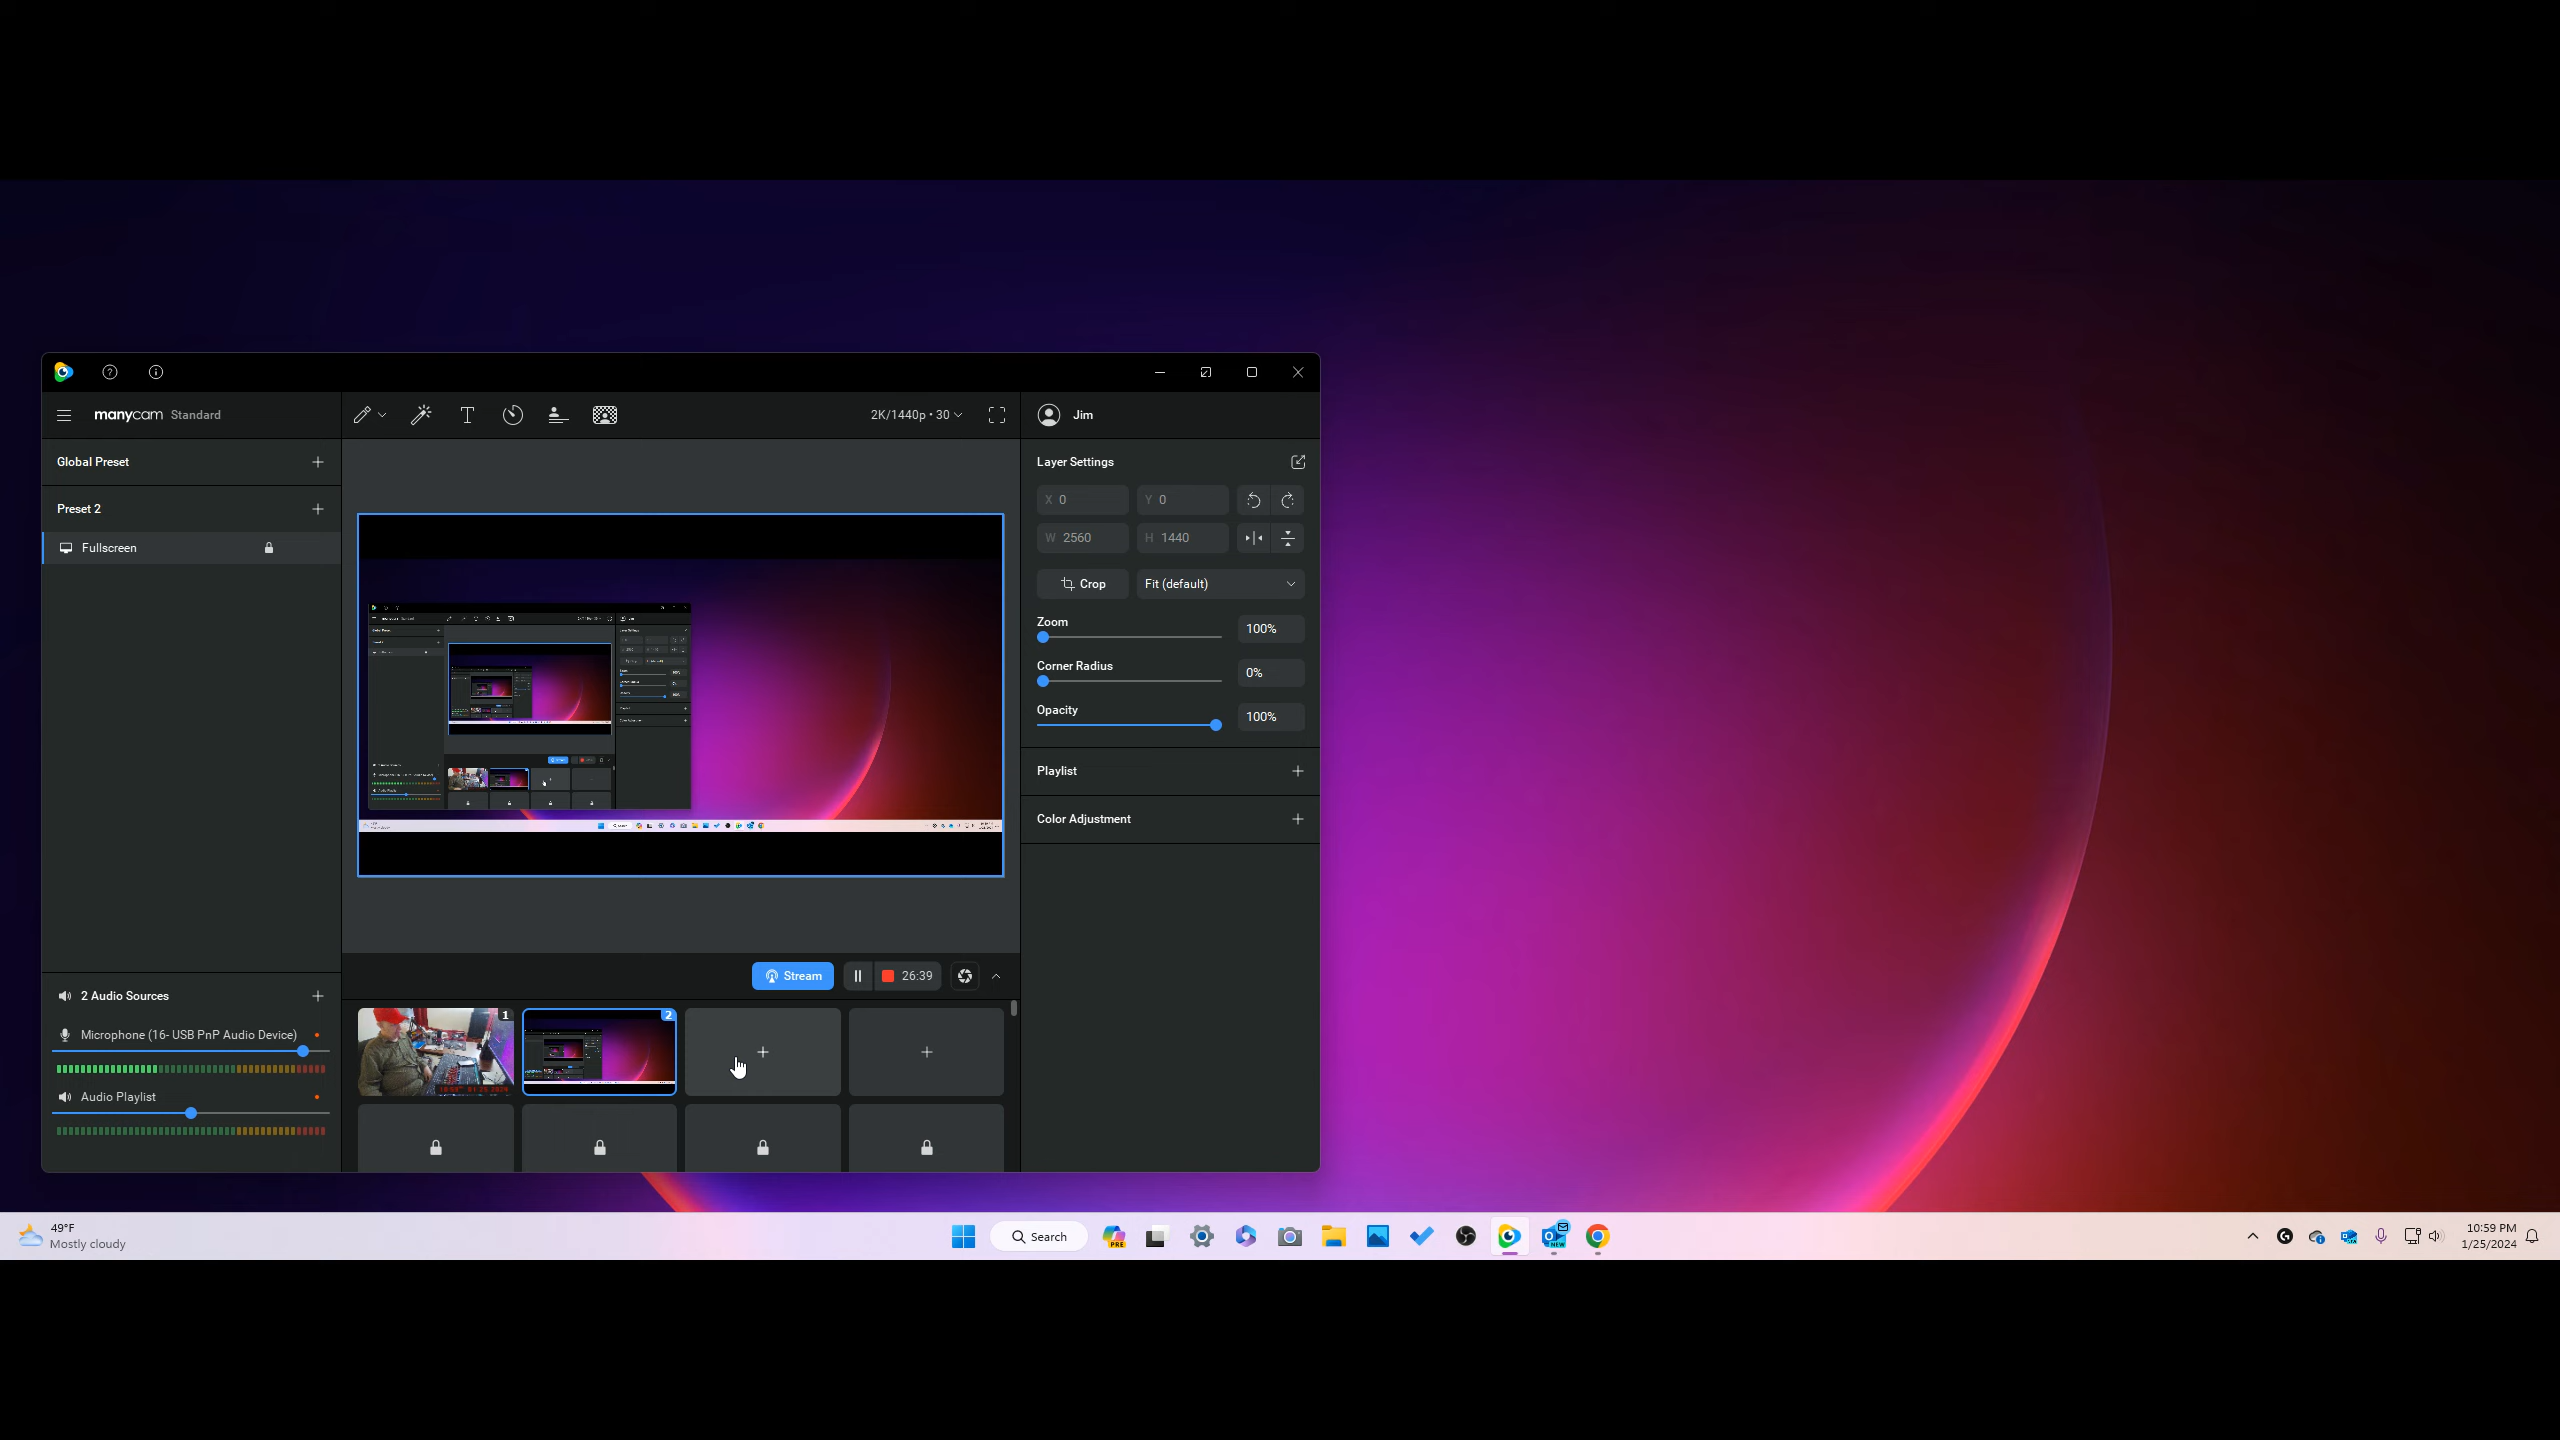 manycam Standard
2K/1440p • 30
Jim
Global Preset
Preset 2
Fullscreen
Layer Settings
X 0
Y 0
W 2560
H 1440
Crop
Fit (default)
Zoom
100%
Corner Radius
0%
Opacity
100%
Playlist
Color Adjustment
Stream
26:39
2 Audio Sources
Microphone (16- USB PnP Audio Device)
Audio Playlist
1
2
49°F
Mostly cloudy
Search
PRE
NEW
10:59 PM
1/25/2024